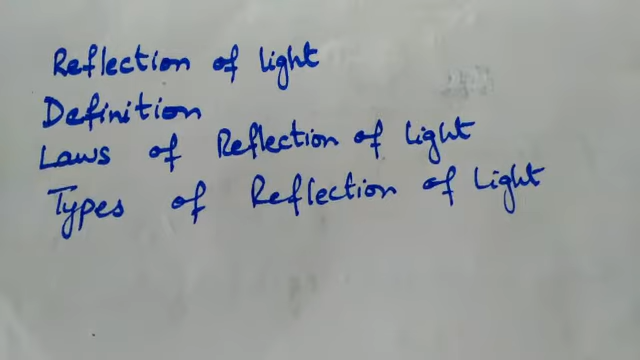 Reflection of light
Definition
Laws of Reflection of light
Types of Reflection of Light